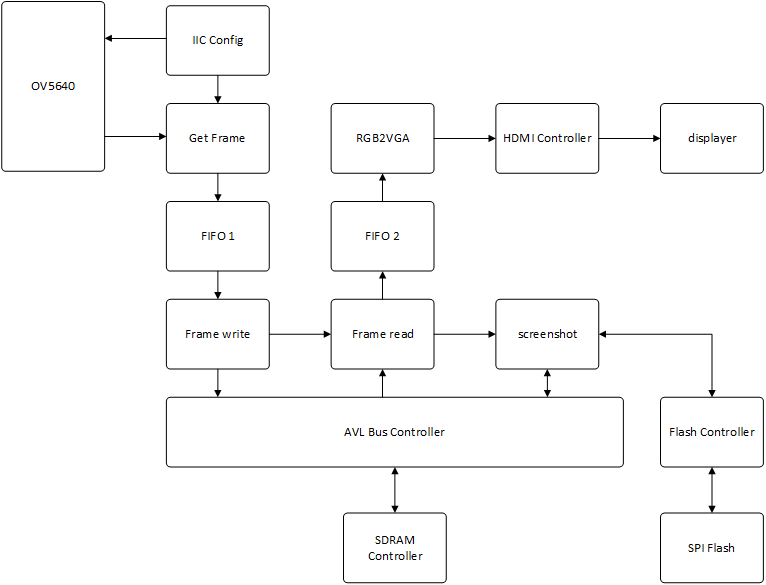 IIC Config
OV5640
Get Frame
RGB2VGA
HDMI Controller
displayer
FIFO 1
FIFO 2
Frame write
Frame read
screenshot
AVL Bus Controller
Flash Controller
SDRAM
Controller
SPI Flash